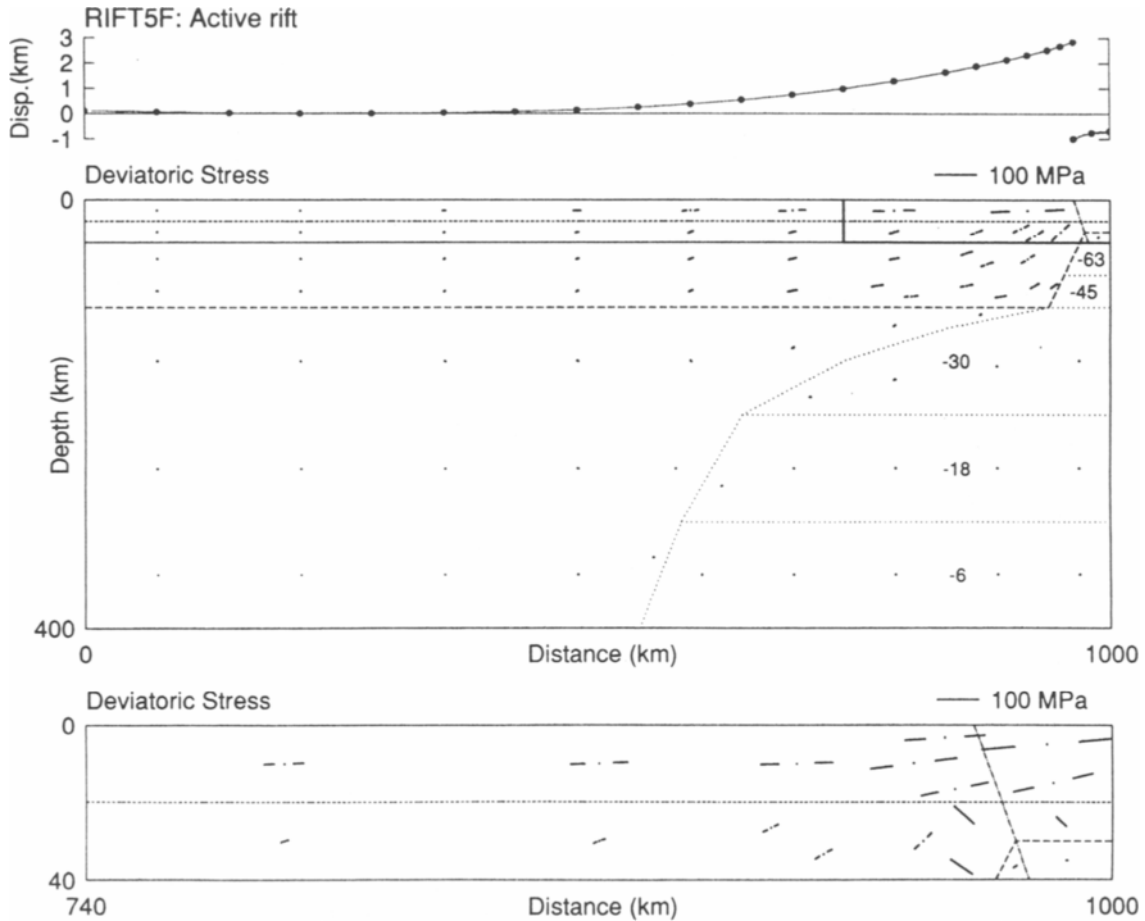 RIFT5F: Active rift
Disp.(km)
3
2
1
0
-1
Deviatoric Stress
100 MPa
0
-63
-45
-30
-18
-6
Depth (km)
400
0
Distance (km)
1000
Deviatoric Stress
100 MPa
0
40
740
Distance (km)
1000